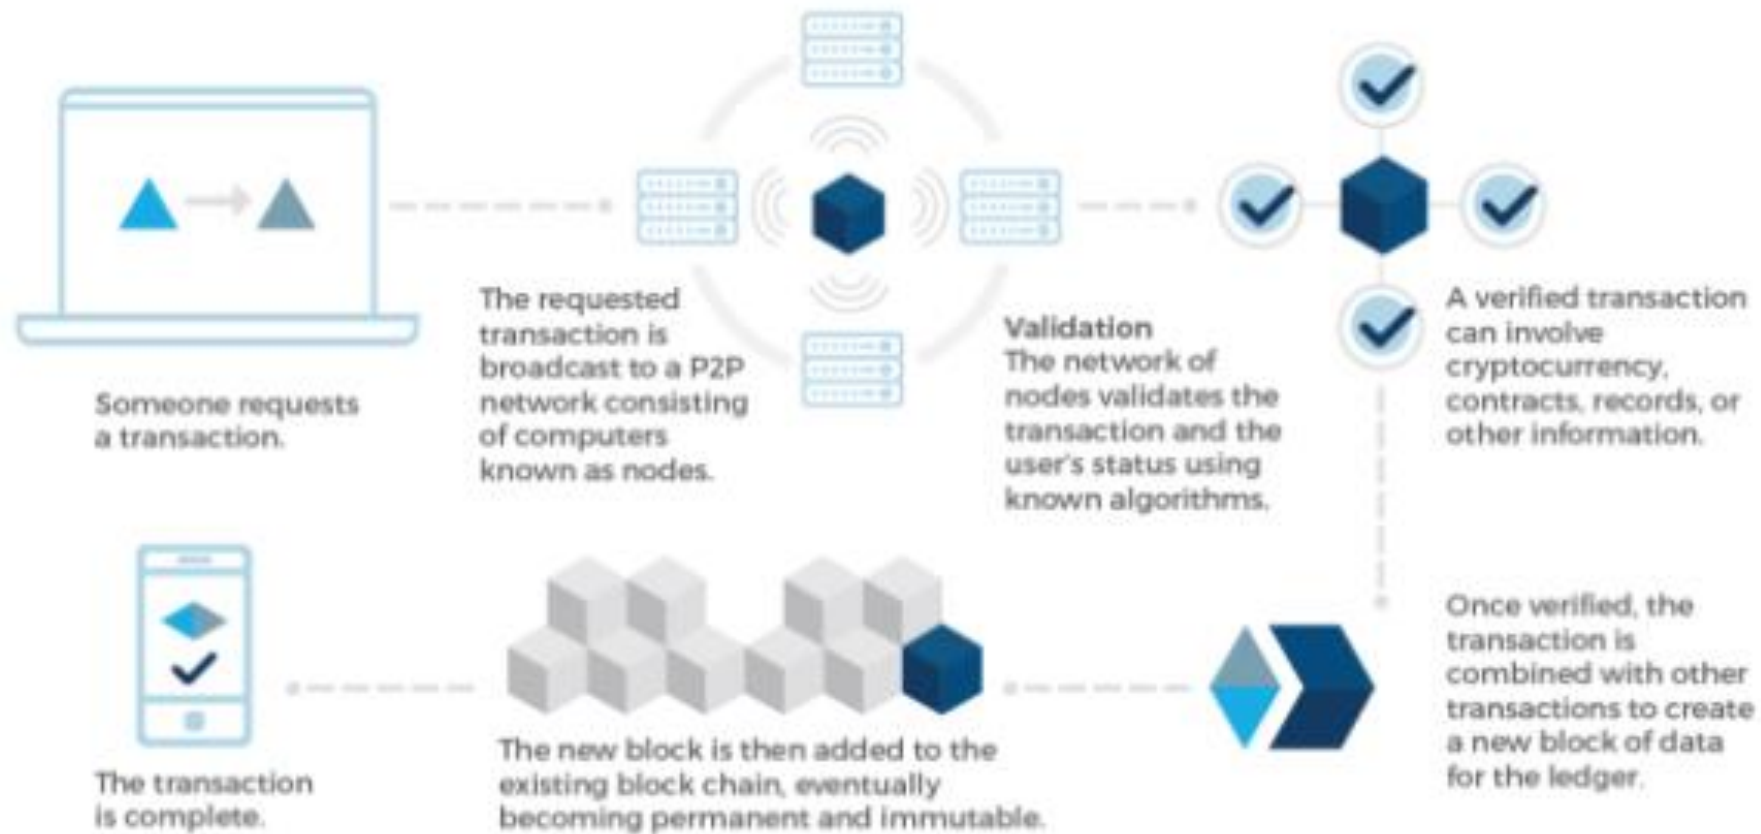 Someone requests
a transaction.
The requested
transaction is
broadcast to a P2P
network consisting
of computers
known as nodes.
Validation
The network of
nodes validates the
transaction and the
user's status using
known algorithms.
A verified transaction
can involve
cryptocurrency,
contracts, records, or
other information.
Once verified, the
transaction is
combined with other
transactions to create
a new block of data
for the ledger.
The new block is then added to the
existing block chain, eventually
becoming permanent and immutable.
The transaction
is complete.